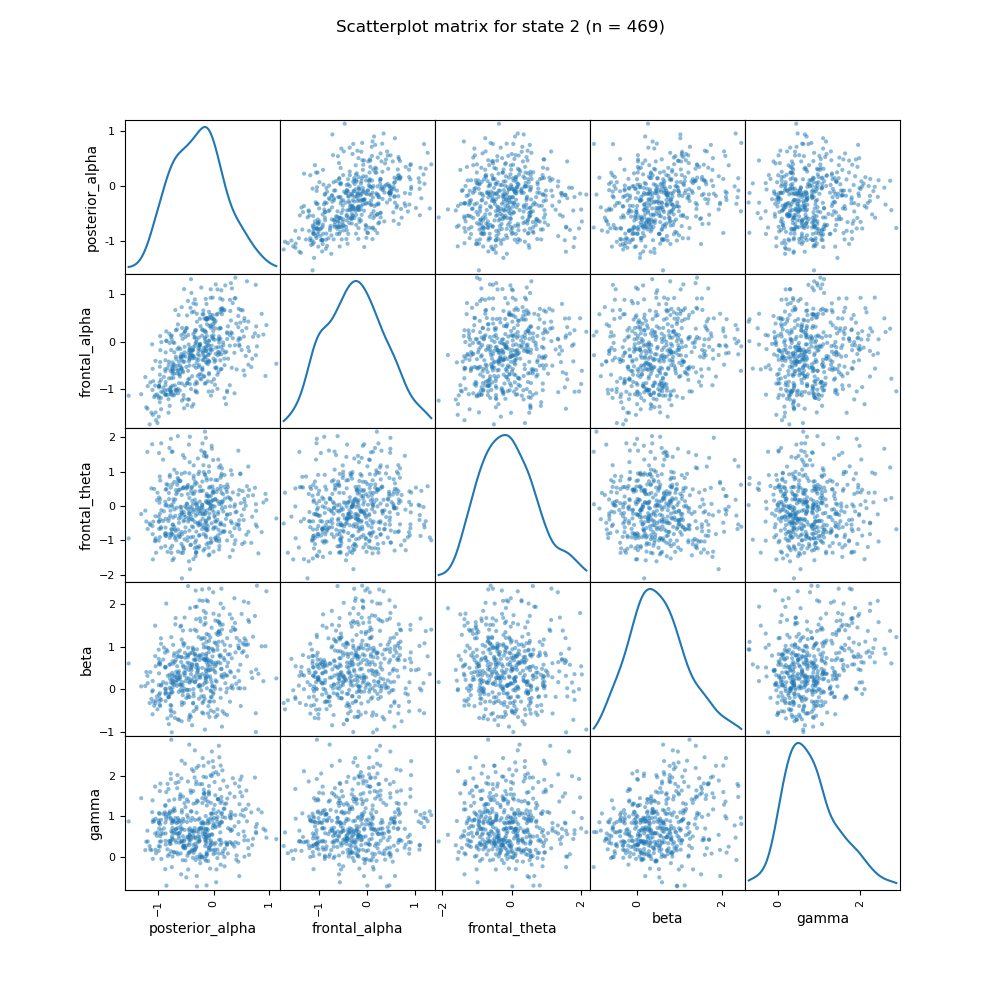 Scatterplot matrix for state 2 (n = 469)
posterior_alpha
1
0
-1
frontal_alpha
1
0
−1
frontal_theta
2
1
0
−1
−2
beta
2
1
0
−1
gamma
2
1
0
−1 0 1
−1 0 1
−2 0 2
0 2
0 2
posterior_alpha frontal_alpha frontal_theta beta gamma